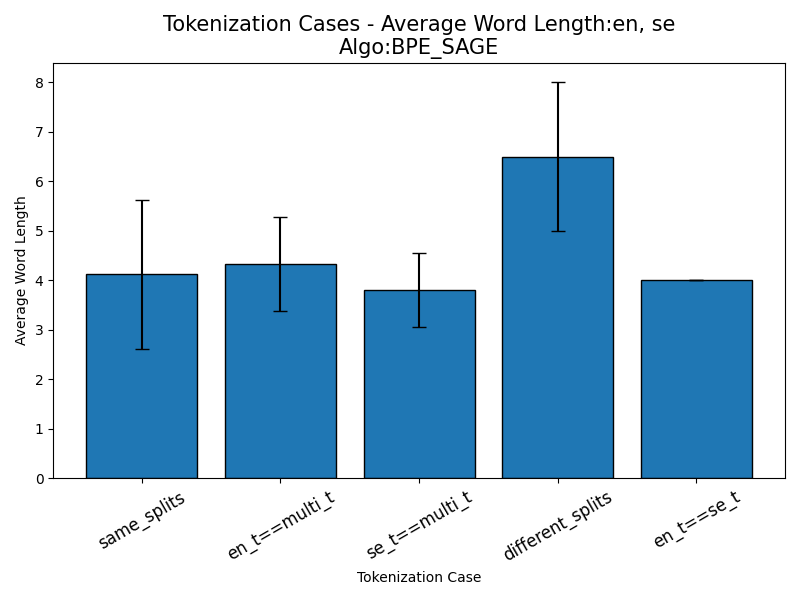 Tokenization Cases - Average Word Length:en, se
Algo:BPE_SAGE
Average Word Length
8
7
6
5
4
3
2
1
0
same_splits
en_t==multi_t
se_t==multi_t
different_splits
en_t==se_t
Tokenization Case